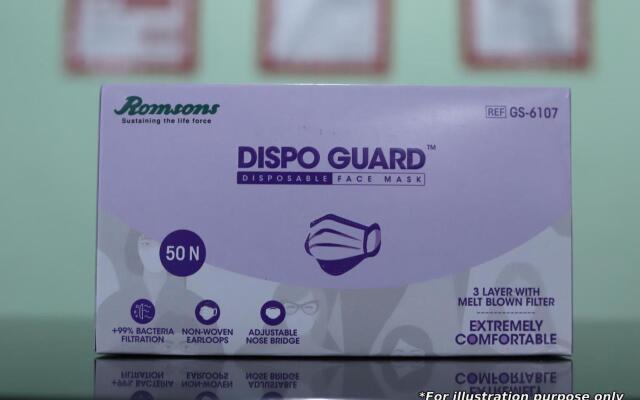 Romsons
Sustaining the life force
REF GS-6107
DISPO GUARD™
DISPOSABLE FACE MASK
50 N
3 LAYER WITH
MELT BLOWN FILTER
+99% BACTERIA
FILTRATION
NON-WOVEN
EARLOOPS
ADJUSTABLE
NOSE BRIDGE
EXTREMELY
COMFORTABLE
*For illustration purpose only